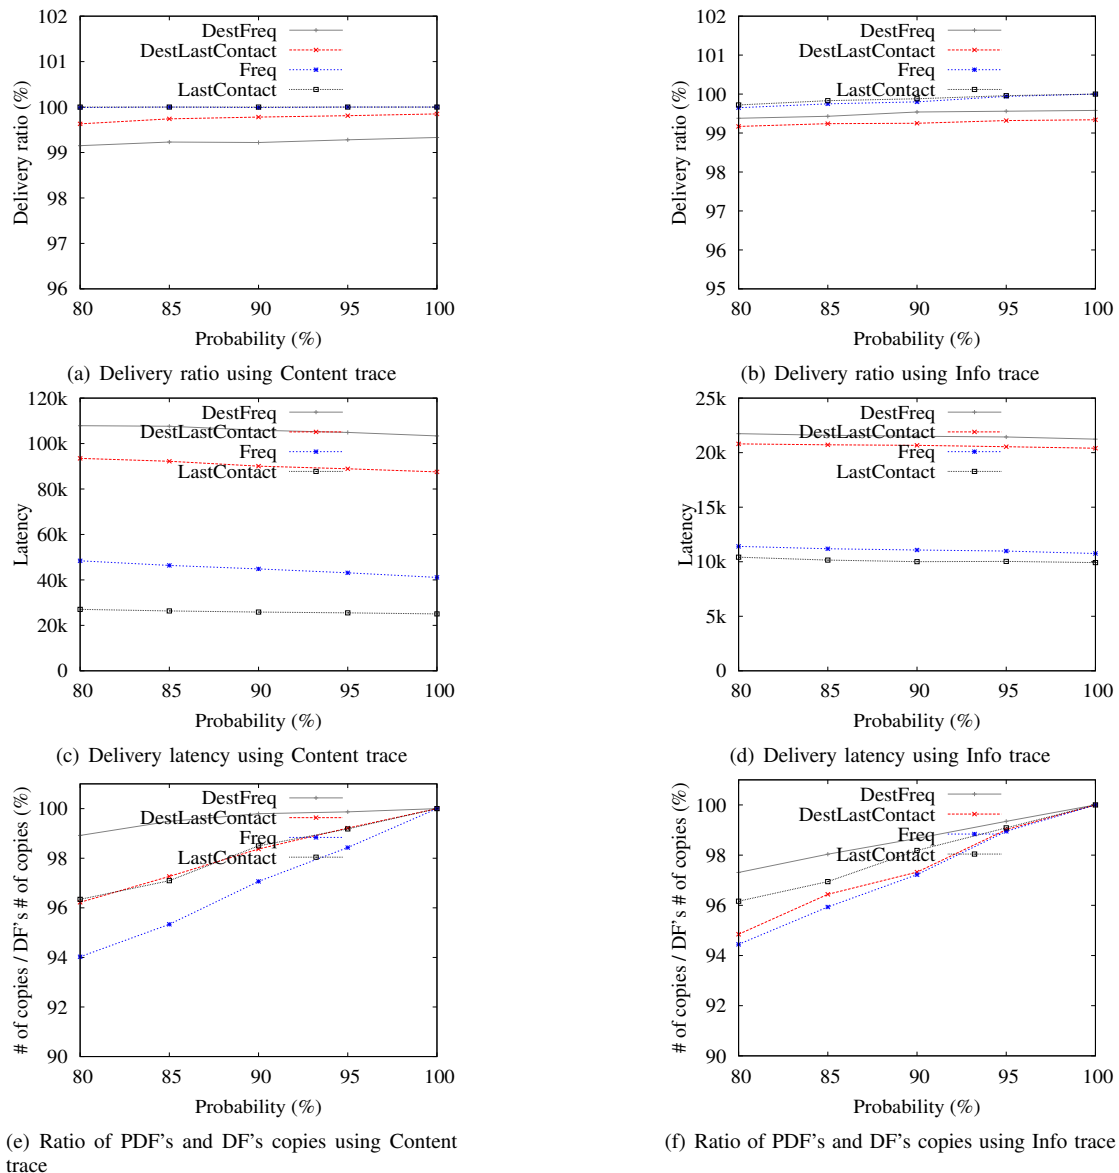 102
101
100
99
98
97
96
80 85 90 95 100
Delivery ratio (%)
Probability (%)
DestFreq
DestLastContact
Freq
LastContact
(a) Delivery ratio using Content trace
102
101
100
99
98
97
96
95
80 85 90 95 100
Delivery ratio (%)
Probability (%)
DestFreq
DestLastContact
Freq
LastContact
(b) Delivery ratio using Info trace
120k
100k
80k
60k
40k
20k
0
80 85 90 95 100
Latency
Probability (%)
DestFreq
DestLastContact
Freq
LastContact
(c) Delivery latency using Content trace
25k
20k
15k
10k
5k
0
80 85 90 95 100
Latency
Probability (%)
DestFreq
DestLastContact
Freq
LastContact
(d) Delivery latency using Info trace
100
98
96
94
92
90
80 85 90 95 100
# of copies / DF's # of copies (%)
Probability (%)
DestFreq
DestLastContact
Freq
LastContact
(e) Ratio of PDF's and DF's copies using Content
trace
100
98
96
94
92
90
80 85 90 95 100
# of copies / DF's # of copies (%)
Probability (%)
DestFreq
DestLastContact
Freq
LastContact
(f) Ratio of PDF's and DF's copies using Info trace